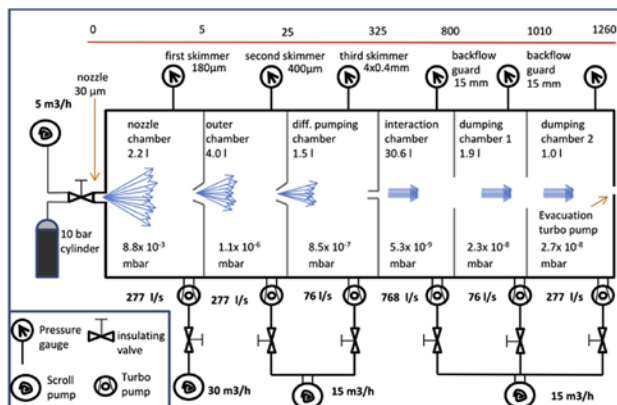 0 5 25 325 800 1010 1260
first skimmer
180µm
second skimmer
400µm
third skimmer
4x0.4mm
backflow
guard
15 mm
backflow
guard
15 mm
nozzle
30 µm
5 m3/h
nozzle
chamber
2.2 l
outer
chamber
4.0 l
diff. pumping
chamber
1.5 l
interaction
chamber
30.6 l
dumping
chamber 1
1.9 l
dumping
chamber 2
1.0 l
10 bar
cylinder
Evacuation
turbo pump
8.8x 10-3
mbar
1.1x 10-6
mbar
8.5x 10-7
mbar
5.3x 10-9
mbar
2.3x 10-8
mbar
2.7x 10-8
mbar
277 l/s
277 l/s
76 l/s
768 l/s
76 l/s
277 l/s
30 m3/h
15 m3/h
15 m3/h
Pressure
gauge
insulating
valve
Scroll
pump
Turbo
pump